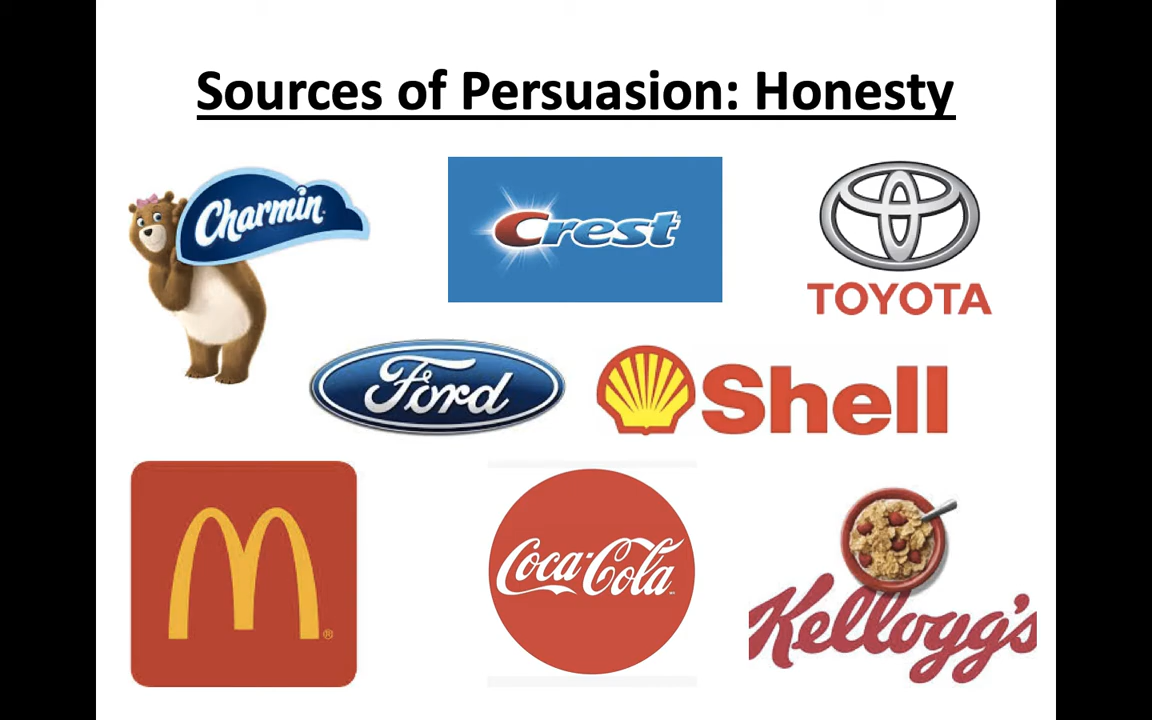 Sources of Persuasion: Honesty
Charmin
Crest
TOYOTA
Ford
Shell
M
®
Coca-Cola
Kellogg's